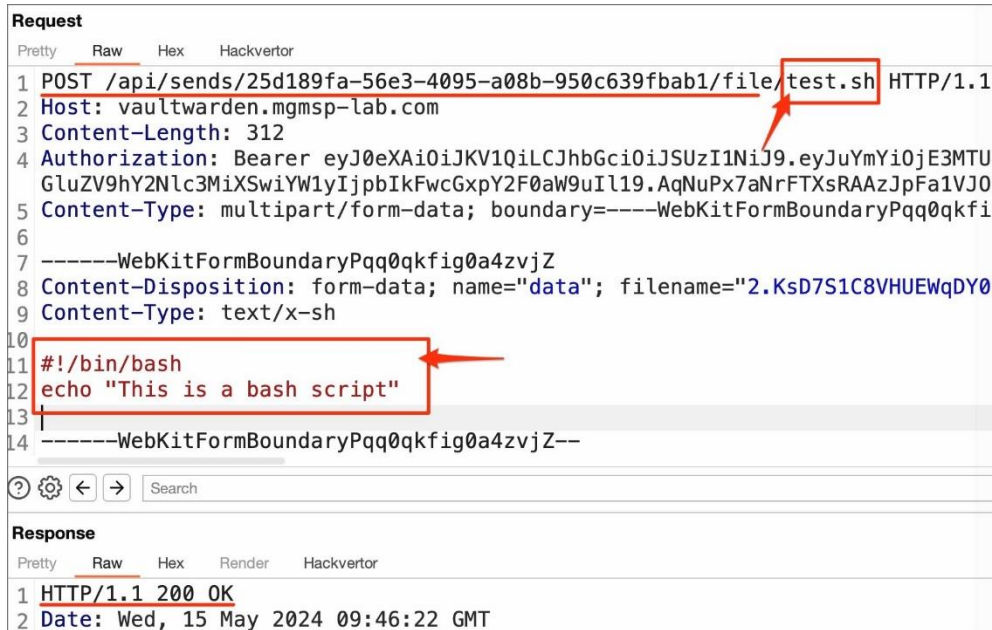 Request
Pretty Raw Hex Hackvertor
1 POST /api/sends/25d189fa-56e3-4095-a08b-950c639fbab1/file/test.sh HTTP/1.1
2 Host: vaultwarden.mgmsp-lab.com
3 Content-Length: 312
4 Authorization: Bearer eyJ0eXAiOiJKV1QiLCJhbGciOiJSUzI1NiJ9.eyJuYmYiOjE3MTU
GluZV9hY2Nlc3MiXSwiYW1yIjpbIkFwcGxpY2F0aW9uIl19.AqNuPx7aNrFTXsRAAzJpFa1VJO
5 Content-Type: multipart/form-data; boundary=----WebKitFormBoundaryPqq0qkfi
6
7 ------WebKitFormBoundaryPqq0qkfig0a4zvjZ
8 Content-Disposition: form-data; name="data"; filename="2.KsD7S1C8VHUEWqDY0
9 Content-Type: text/x-sh
10
11 #!/bin/bash
12 echo "This is a bash script"
13
14 ------WebKitFormBoundaryPqq0qkfig0a4zvjZ--
Search
Response
Pretty Raw Hex Render Hackvertor
1 HTTP/1.1 200 OK
2 Date: Wed, 15 May 2024 09:46:22 GMT